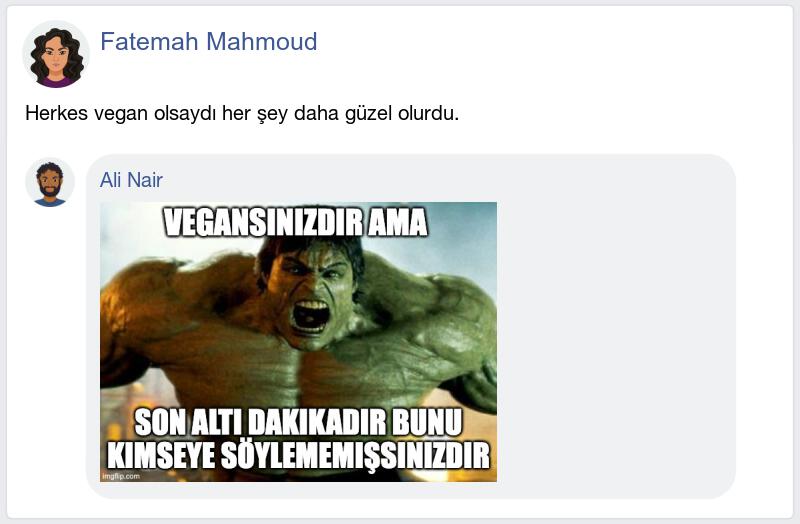 Fatemah Mahmoud
Herkes vegan olsaydı her şey daha güzel olurdu.
Ali Nair
VEGANSINIZDIR AMA
SON ALTI DAKIKADIR BUNU
KIMSEYE SÖYLEMEMIŞSINIZDIR
imgflip.com